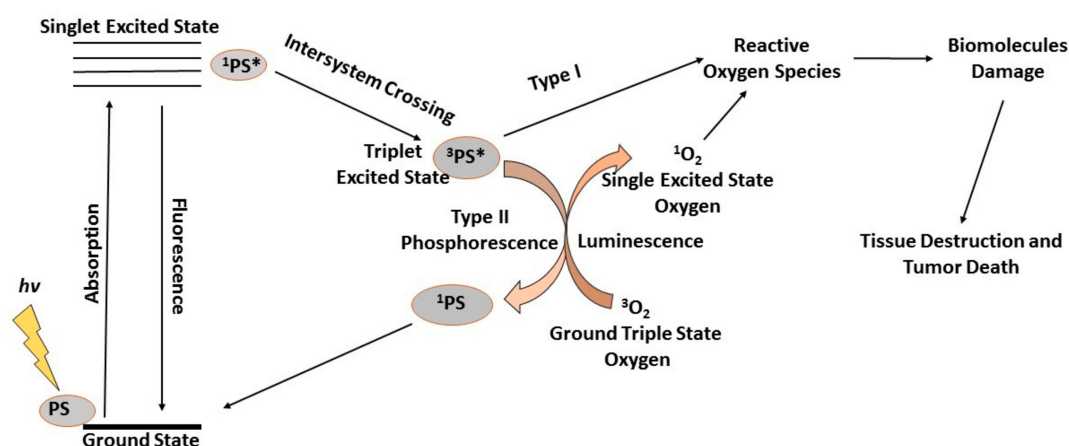 Singlet Excited State
¹PS*
Intersystem Crossing
Triplet
Excited State
³PS*
Type I
Reactive
Oxygen Species
Biomolecules
Damage
¹O₂
Single Excited State
Oxygen
Type II
Phosphorescence
Luminescence
Tissue Destruction and
Tumor Death
Absorption
Fluorescence
hv
¹PS
³O₂
Ground Triple State
Oxygen
PS
Ground State